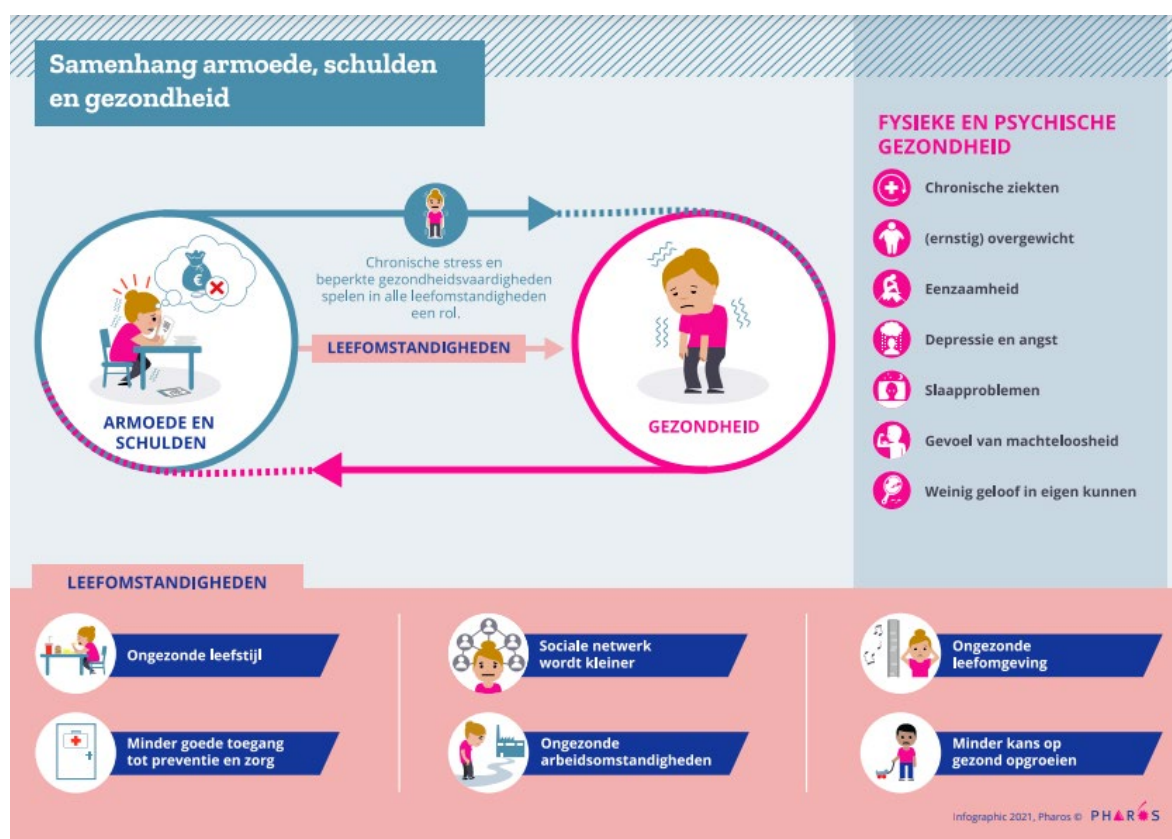 Samenhang armoede, schulden
en gezondheid
Chronische stress en
beperkte gezondheidsvaardigheden
spelen in alle leefomstandigheden
een rol.
LEEFOMSTANDIGHEDEN
€
ARMOEDE EN
SCHULDEN
GEZONDHEID
FYSIEKE EN PSYCHISCHE
GEZONDHEID
Chronische ziekten
(ernstig) overgewicht
Eenzaamheid
Depressie en angst
Slaapproblemen
Gevoel van machteloosheid
Weinig geloof in eigen kunnen
LEEFOMSTANDIGHEDEN
Ongezonde leefstijl
Sociale netwerk
wordt kleiner
Ongezonde
leefomgeving
Minder goede toegang
tot preventie en zorg
Ongezonde
arbeidsomstandigheden
Minder kans op
gezond opgroeien
Infographic 2021, Pharos © PHAROS